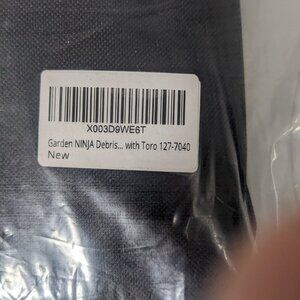 X003D9WE6T
Garden NINJA Debris... with Toro 127-7040
New